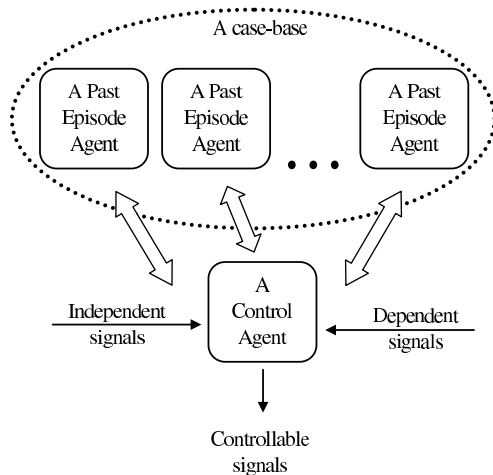 A case-base
A Past
Episode
Agent
A Past
Episode
Agent
A Past
Episode
Agent
A
Control
Agent
Independent
signals
Dependent
signals
Controllable
signals